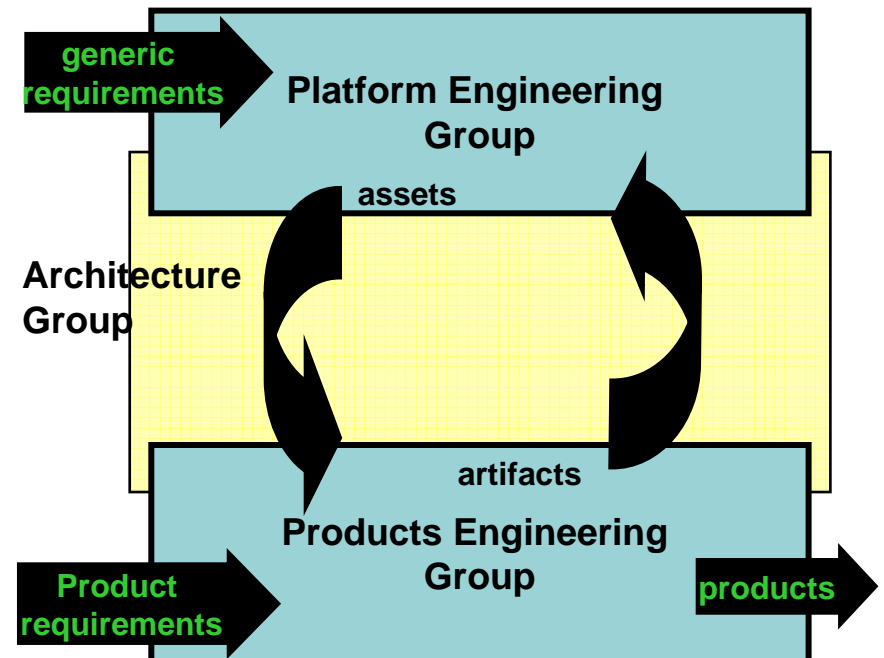 generic
requirements
Platform Engineering
Group
assets
Architecture
Group
artifacts
Products Engineering
Group
Product
requirements
products